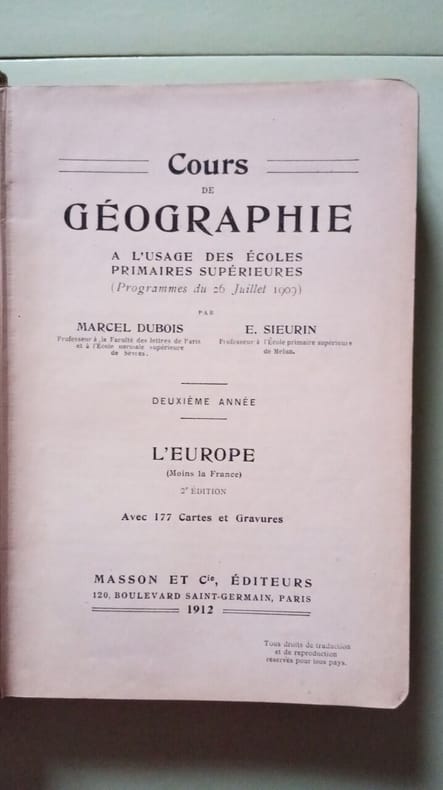 Cours
DE
GÉOGRAPHIE
A L'USAGE DES ÉCOLES
PRIMAIRES SUPÉRIEURES
(Programmes du 26 Juillet 1909)
PAR
MARCEL DUBOIS
Professeur à la Faculté des lettres de Paris
et à l'École normale supérieure
de Sèvres.
E. SIEURIN
Professeur à l'École primaire supérieure
de Melun.
DEUXIÈME ANNÉE
L'EUROPE
(Moins la France)
2e ÉDITION
Avec 177 Cartes et Gravures
MASSON ET Cie, ÉDITEURS
120, BOULEVARD SAINT-GERMAIN, PARIS
1912
Tous droits de traduction
et de reproduction
réservés pour tous pays.